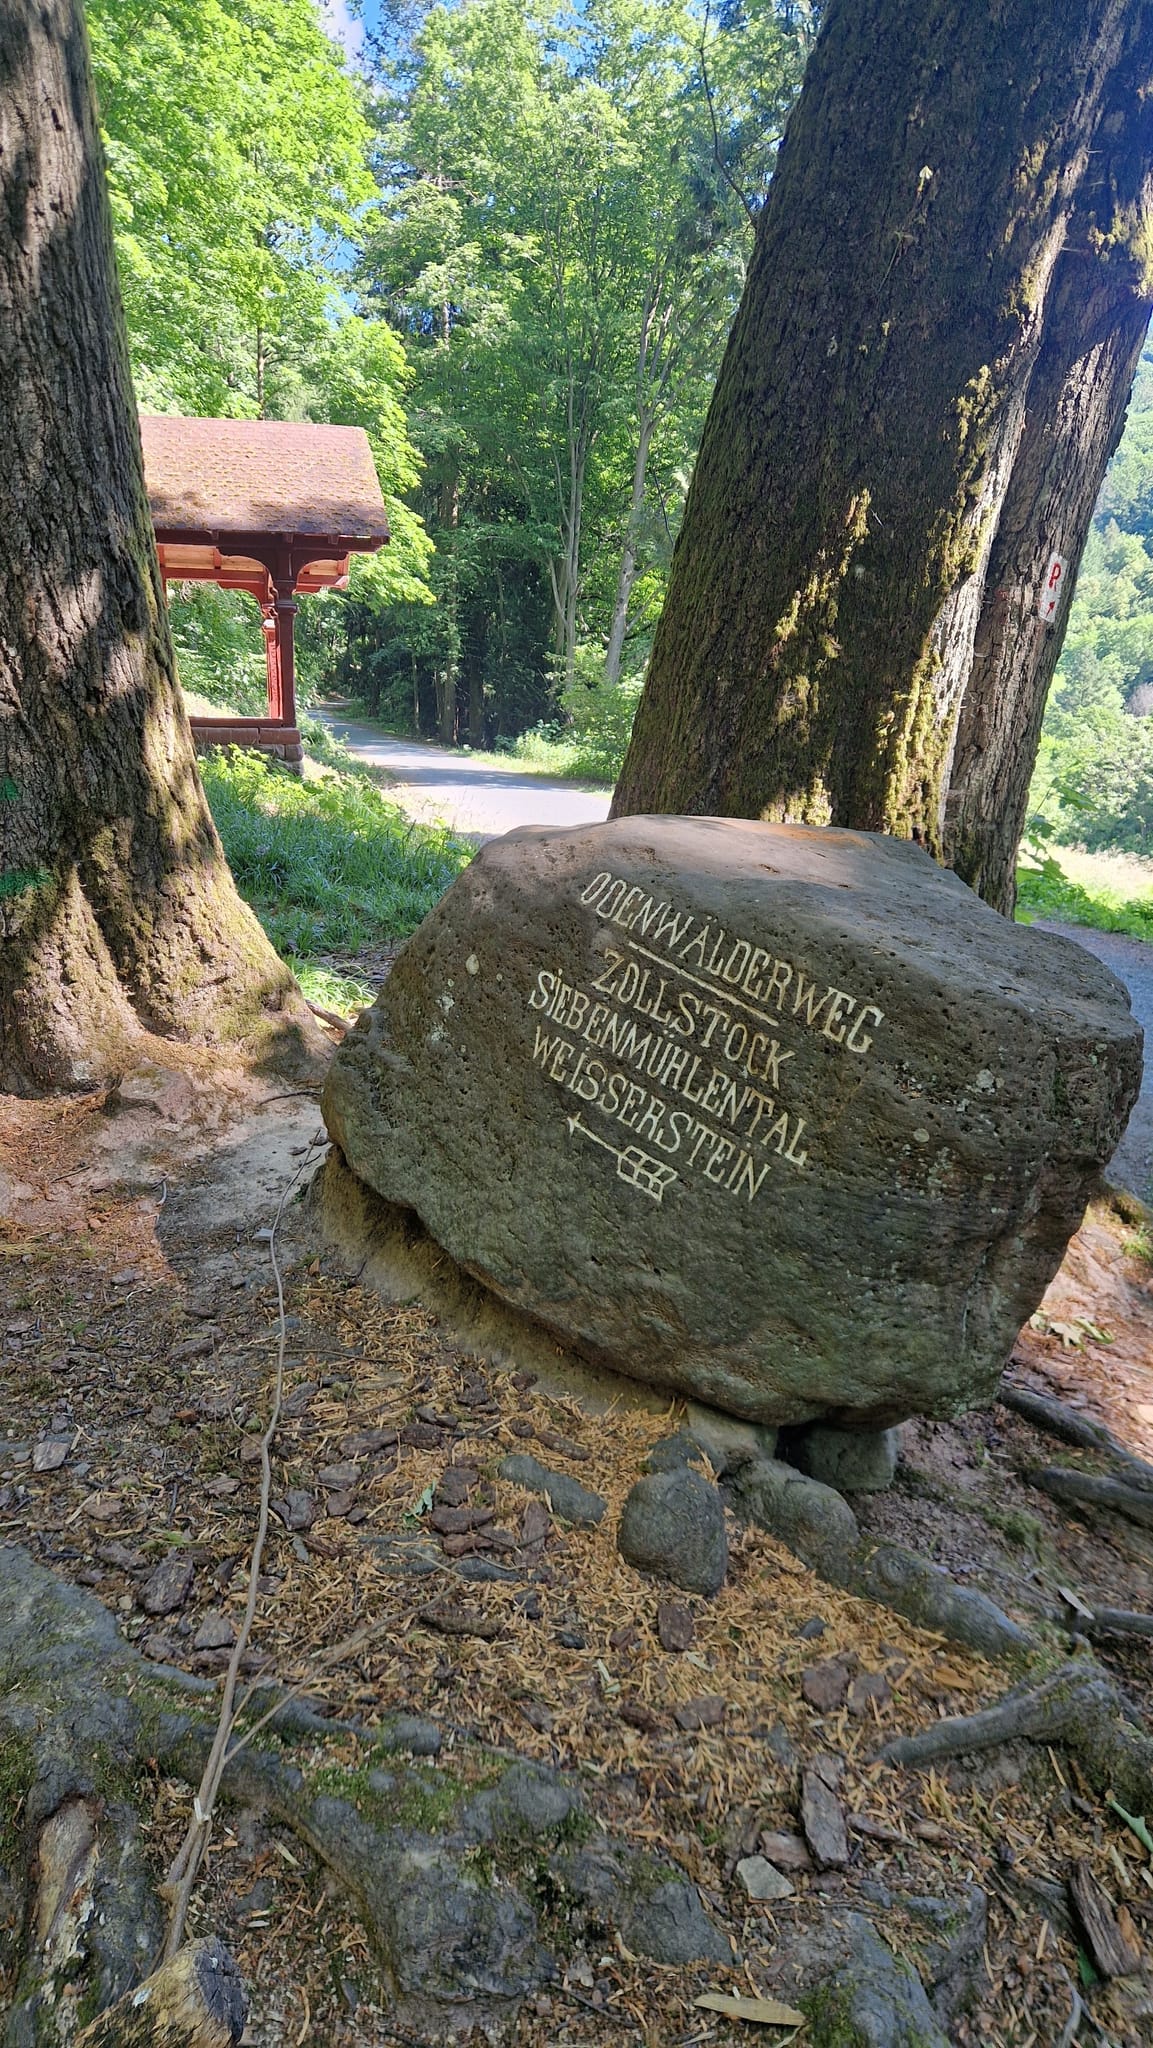 ODENWÄLDERWEG
ZOLLSTOCK
SIEBENMÜHLENTAL
WEISSERSTEIN